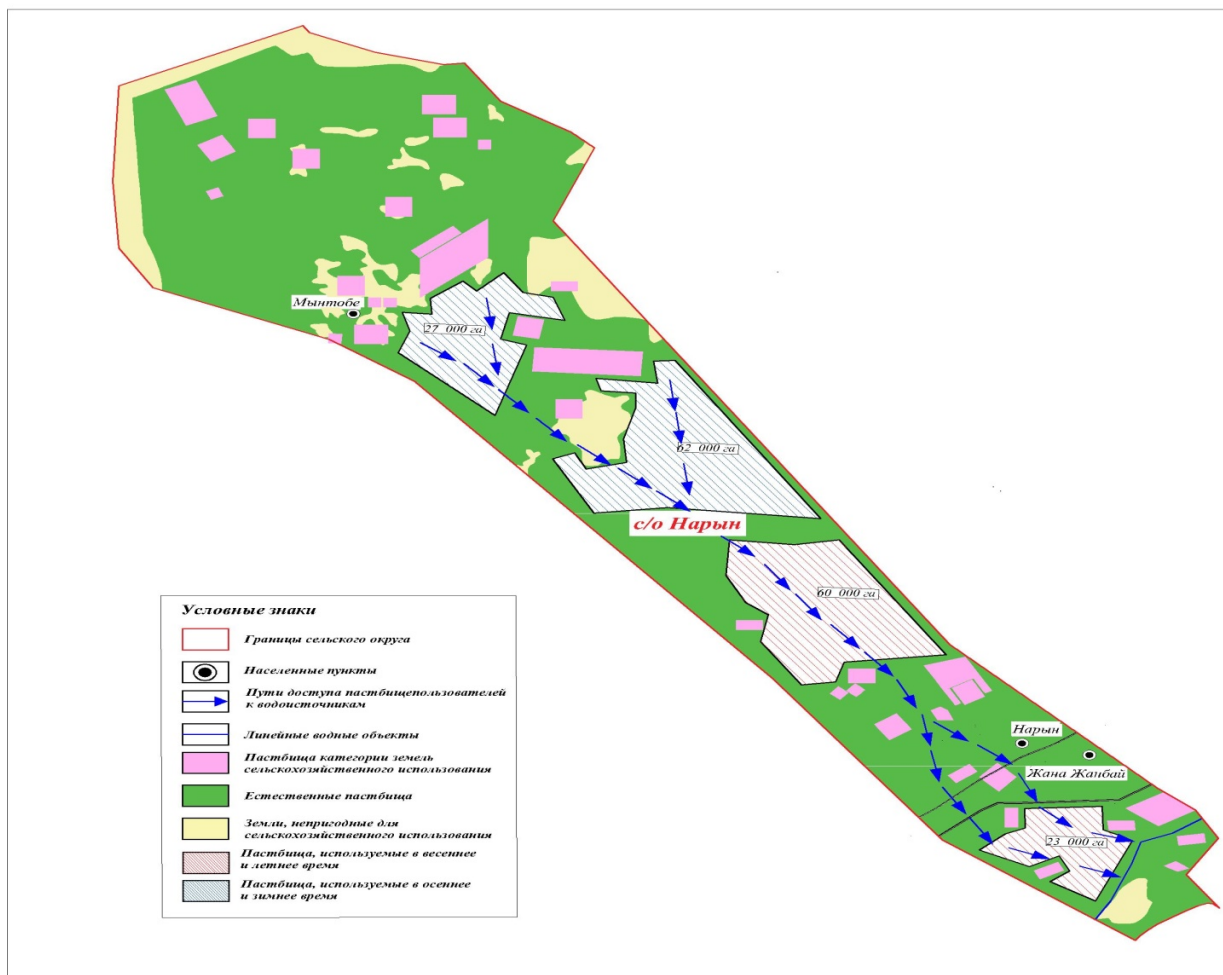 Мынтобе
27 000 га
62 000 га
с/о Нарын
60 000 га
Нарын
Жана Жанбай
23 000 га
Условные знаки
Границы сельского округа
Населенные пункты
Пути доступа пастбищепользователей
к водоисточникам
Линейные водные объекты
Пастбища категории земель
сельскохозяйственного использования
Естественные пастбища
Земли, непригодные для
сельскохозяйственного использования
Пастбища, используемые в весеннее
и летнее время
Пастбища, используемые в осеннее
и зимнее время